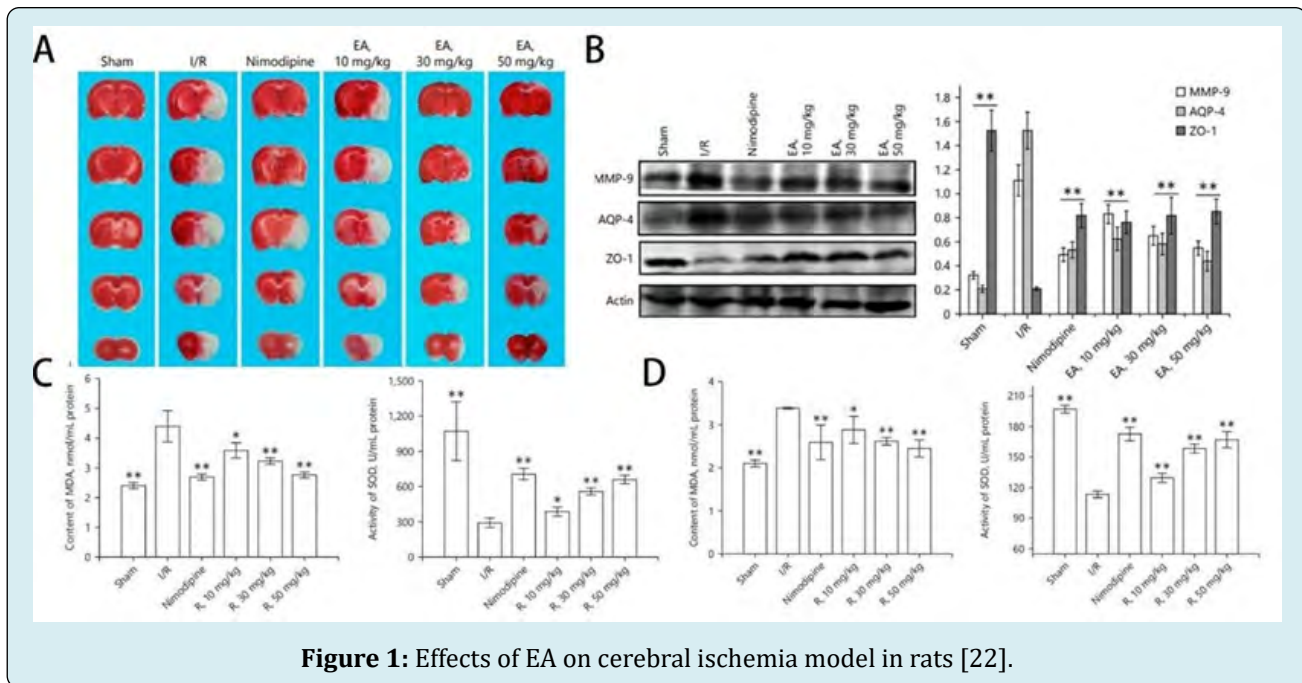 A
Sham
I/R
Nimodipine
EA,
10 mg/kg
EA,
30 mg/kg
EA,
50 mg/kg
B
Sham
I/R
Nimodipine
EA,
10 mg/kg
EA,
30 mg/kg
EA,
50 mg/kg
MMP-9
AQP-4
ZO-1
Actin
1.8
1.6
1.4
1.2
1.0
0.8
0.6
0.4
0.2
0
**
**
**
**
**
MMP-9
AQP-4
ZO-1
Sham
I/R
Nimodipine
EA, 10 mg/kg
EA, 30 mg/kg
EA, 50 mg/kg
C
Content of MDA, nmol/mL protein
6
5
4
3
2
1
0
**
**
*
**
**
Sham
I/R
Nimodipine
R, 10 mg/kg
R, 30 mg/kg
R, 50 mg/kg
Activity of SOD, U/mL protein
1,500
1,200
900
600
300
0
**
**
*
**
**
Sham
I/R
Nimodipine
R, 10 mg/kg
R, 30 mg/kg
R, 50 mg/kg
D
Content of MDA, nmol/mL protein
4
3
2
1
0
**
**
*
**
**
Sham
I/R
Nimodipine
R, 10 mg/kg
R, 30 mg/kg
R, 50 mg/kg
Activity of SOD, U/mL protein
210
180
150
120
90
60
**
**
**
**
**
Sham
I/R
Nimodipine
R, 10 mg/kg
R, 30 mg/kg
R, 50 mg/kg
Figure 1: Effects of EA on cerebral ischemia model in rats [22].